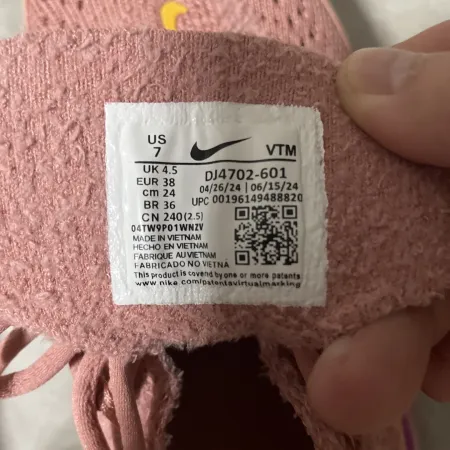 US
7
VTM
UK 4.5
EUR 38
cm 24
BR 36
CN 240 (2.5)
DJ4702-601
04/26/24 | 06/15/24
UPC 00196149488820
04TW9P01WNZV
MADE IN VIETNAM
HECHO EN VIETNAM
FABRIQUE AU VIETNAM
FABRICADO NO VIETNÃ
This product is covered by one or more patents
www.nike.com/patentsvirtualmarking